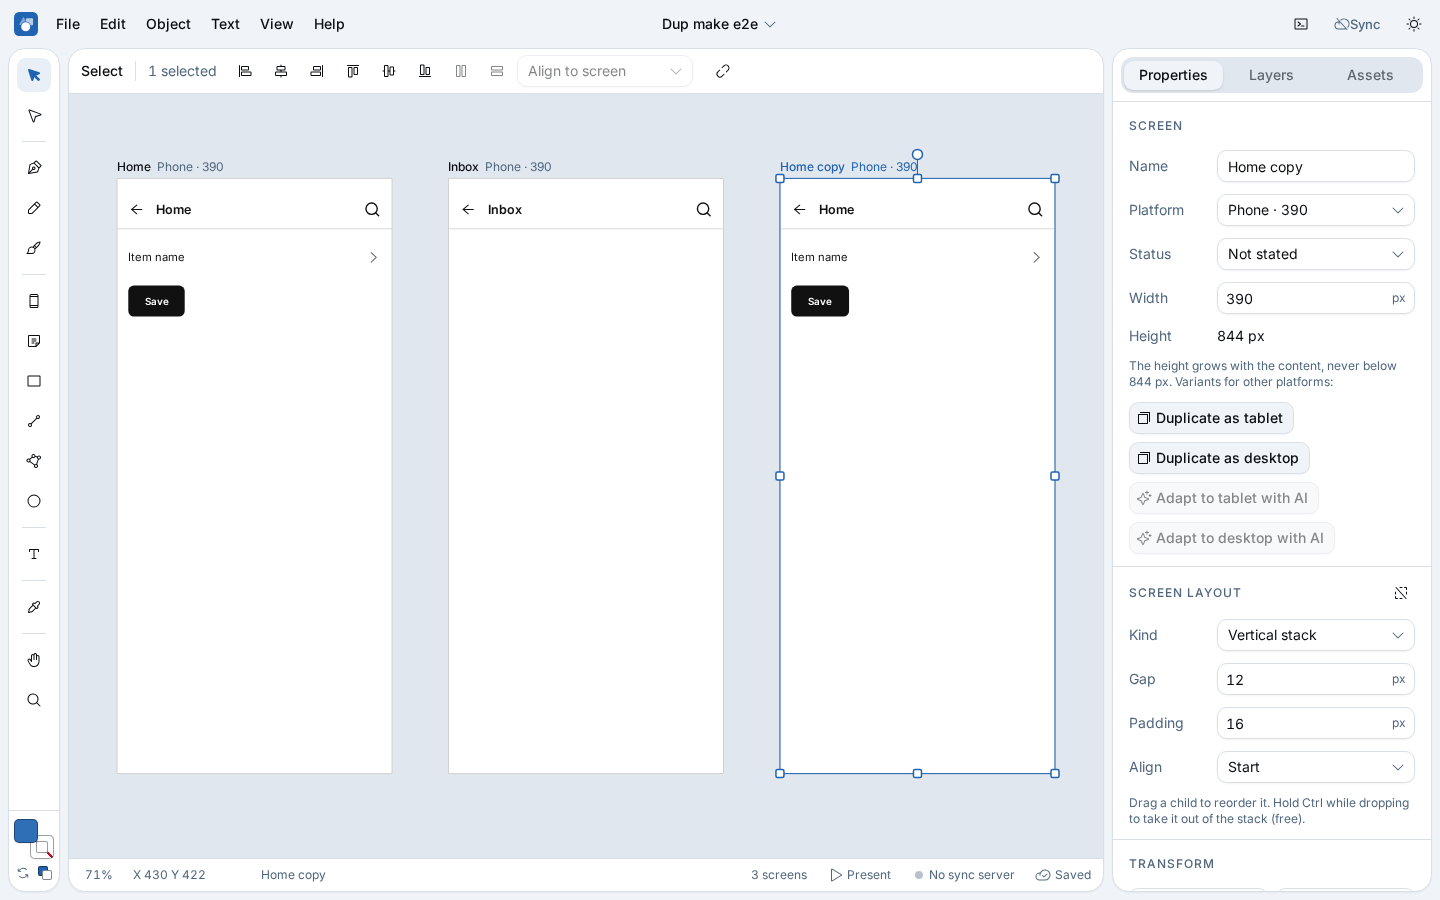 File Edit Object Text View Help
Dup make e2e
Sync
Select 1 selected Align to screen
Properties Layers Assets
Home Phone · 390
Home
Item name
Save
Inbox Phone · 390
Inbox
Home copy Phone · 390
Home
Item name
Save
SCREEN
Name Home copy
Platform Phone · 390
Status Not stated
Width 390 px
Height 844 px
The height grows with the content, never below
844 px. Variants for other platforms:
Duplicate as tablet
Duplicate as desktop
Adapt to tablet with AI
Adapt to desktop with AI
SCREEN LAYOUT
Kind Vertical stack
Gap 12 px
Padding 16 px
Align Start
Drag a child to reorder it. Hold Ctrl while dropping
to take it out of the stack (free).
TRANSFORM
71% X 430 Y 422 Home copy 3 screens Present No sync server Saved